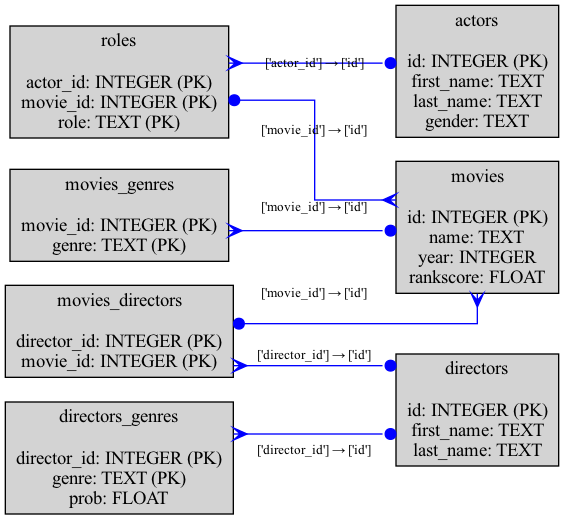 roles
actor_id: INTEGER (PK)
movie_id: INTEGER (PK)
role: TEXT (PK)
['actor_id']→['id']
actors
id: INTEGER (PK)
first_name: TEXT
last_name: TEXT
gender: TEXT
['movie_id']→['id']
movies_genres
movie_id: INTEGER (PK)
genre: TEXT (PK)
['movie_id']→['id']
movies
id: INTEGER (PK)
name: TEXT
year: INTEGER
rankscore: FLOAT
movies_directors
director_id: INTEGER (PK)
movie_id: INTEGER (PK)
['movie_id']→['id']
['director_id']→['id']
directors
id: INTEGER (PK)
first_name: TEXT
last_name: TEXT
directors_genres
director_id: INTEGER (PK)
genre: TEXT (PK)
prob: FLOAT
['director_id']→['id']